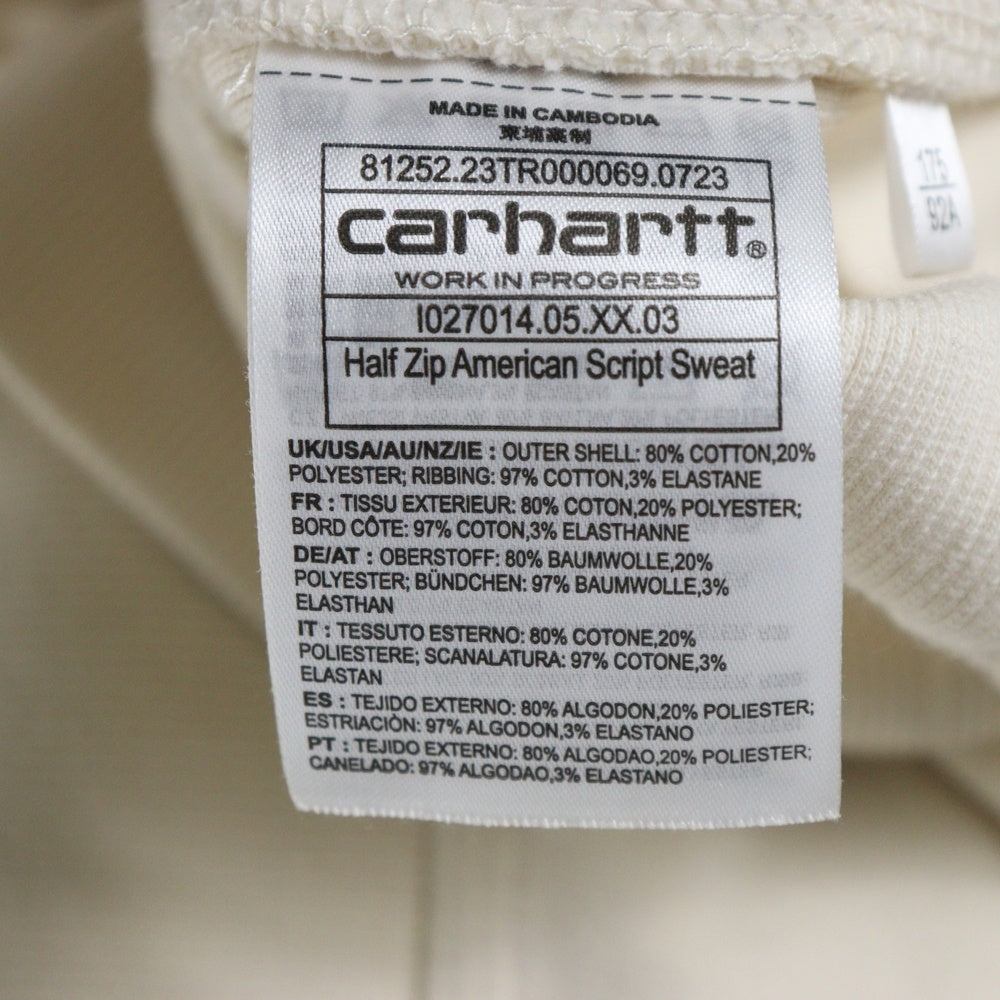 MADE IN CAMBODIA
柬埔寨制
81252.23TR000069.0723
carhartt®
WORK IN PROGRESS
I027014.05.XX.03
Half Zip American Script Sweat
UK/USA/AU/NZ/IE : OUTER SHELL: 80% COTTON,20%
POLYESTER; RIBBING: 97% COTTON,3% ELASTANE
FR : TISSU EXTERIEUR: 80% COTON,20% POLYESTER;
BORD CÔTE: 97% COTON,3% ELASTHANNE
DE/AT : OBERSTOFF: 80% BAUMWOLLE,20%
POLYESTER; BÜNDCHEN: 97% BAUMWOLLE,3%
ELASTHAN
IT : TESSUTO ESTERNO: 80% COTONE,20%
POLIESTERE; SCANALATURA: 97% COTONE,3%
ELASTAN
ES : TEJIDO EXTERNO: 80% ALGODON,20% POLIESTER;
ESTRIACIÒN: 97% ALGODON,3% ELASTANO
PT : TEJIDO EXTERNO: 80% ALGODAO,20% POLIESTER;
CANELADO: 97% ALGODAO,3% ELASTANO
175
92A